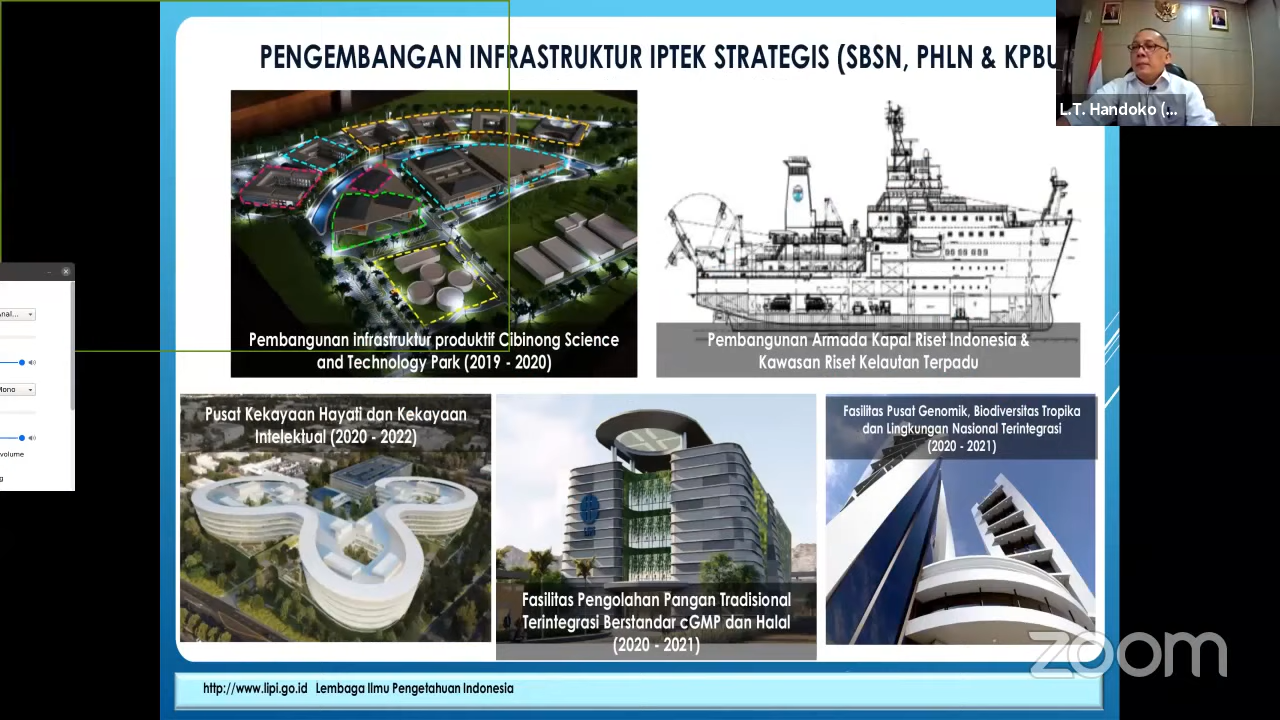 PENGEMBANGAN INFRASTRUKTUR IPTEK STRATEGIS (SBSN, PHLN & KPBU
L.T. Handoko (...
Pembangunan infrastruktur produktif Cibinong Science
and Technology Park (2019 - 2020)
Pembangunan Armada Kapal Riset Indonesia &
Kawasan Riset Kelautan Terpadu
Anal...
Mono
volume
g
Pusat Kekayaan Hayati dan Kekayaan
Intelektual (2020 - 2022)
Fasilitas Pengolahan Pangan Tradisional
Terintegrasi Berstandar cGMP dan Halal
(2020 - 2021)
Fasilitas Pusat Genomik, Biodiversitas Tropika
dan Lingkungan Nasional Terintegrasi
(2020 - 2021)
zoom
http://www.lipi.go.id Lembaga Ilmu Pengetahuan Indonesia